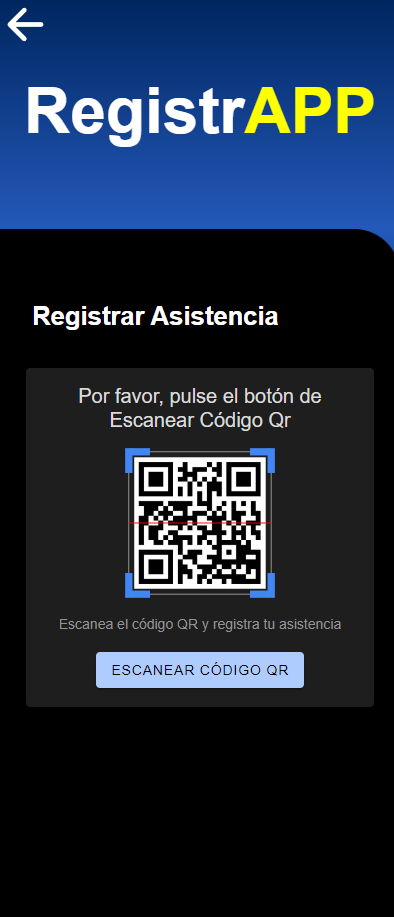 RegistrAPP
Registrar Asistencia
Por favor, pulse el botón de
Escanear Código Qr
Escanea el código QR y registra tu asistencia
ESCANEAR CÓDIGO QR